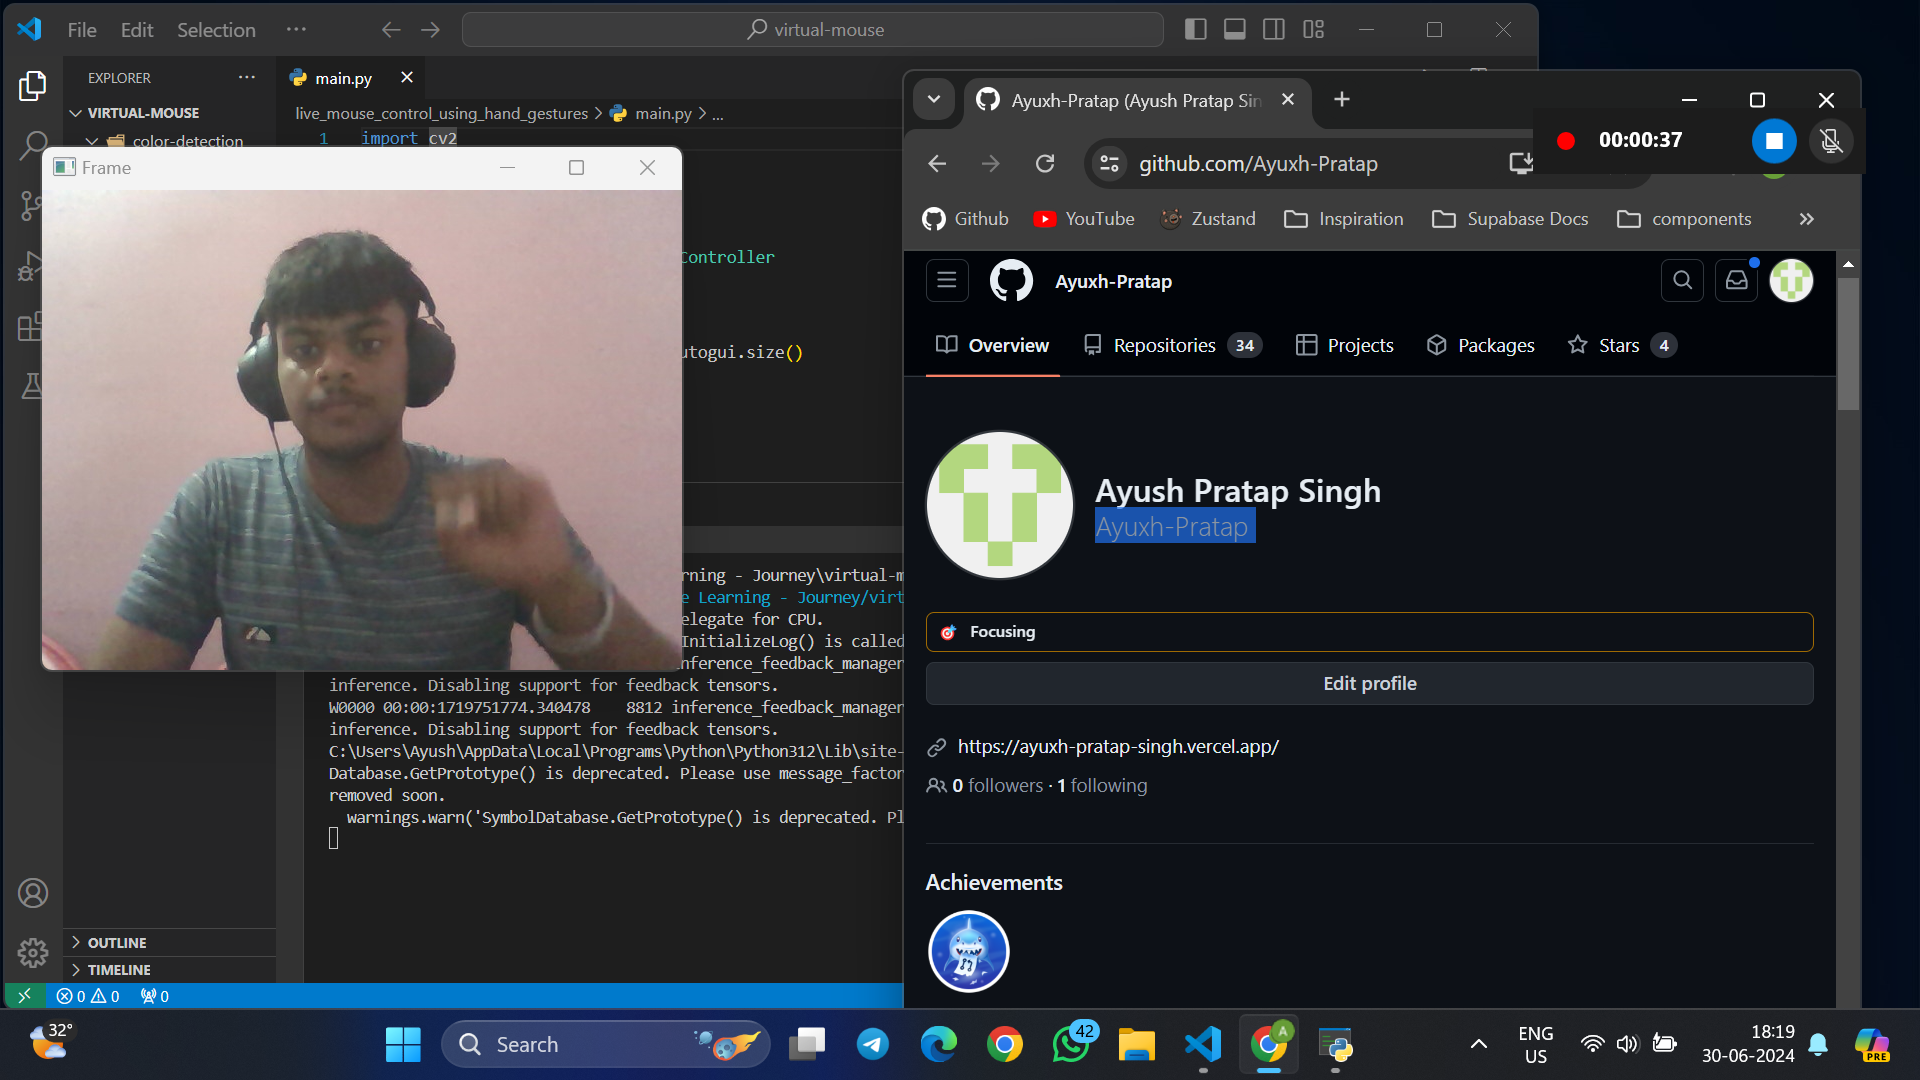 File Edit Selection ···
virtual-mouse
EXPLORER ···
main.py
VIRTUAL-MOUSE
color-detection
live_mouse_control_using_hand_gestures > main.py > ...
1 import cv2
Controller
utogui.size()
Frame
rning - Journey\virtual-m
e Learning - Journey/virt
elegate for CPU.
InitializeLog() is called
nference_feedback_manager
inference. Disabling support for feedback tensors.
W0000 00:00:1719751774.340478 8812 inference_feedback_manager
inference. Disabling support for feedback tensors.
C:\Users\Ayush\AppData\Local\Programs\Python\Python312\Lib\site-
Database.GetPrototype() is deprecated. Please use message_factor
removed soon.
warnings.warn('SymbolDatabase.GetPrototype() is deprecated. Pl
OUTLINE
TIMELINE
0 0 0
Ayuxh-Pratap (Ayush Pratap Sin
00:00:37
github.com/Ayuxh-Pratap
Github YouTube Zustand Inspiration Supabase Docs components »
Ayuxh-Pratap
Overview Repositories 34 Projects Packages Stars 4
Ayush Pratap Singh
Ayuxh-Pratap
Focusing
Edit profile
https://ayuxh-pratap-singh.vercel.app/
0 followers · 1 following
Achievements
32°
Search
42
A
ENG
US
18:19
30-06-2024
PRE